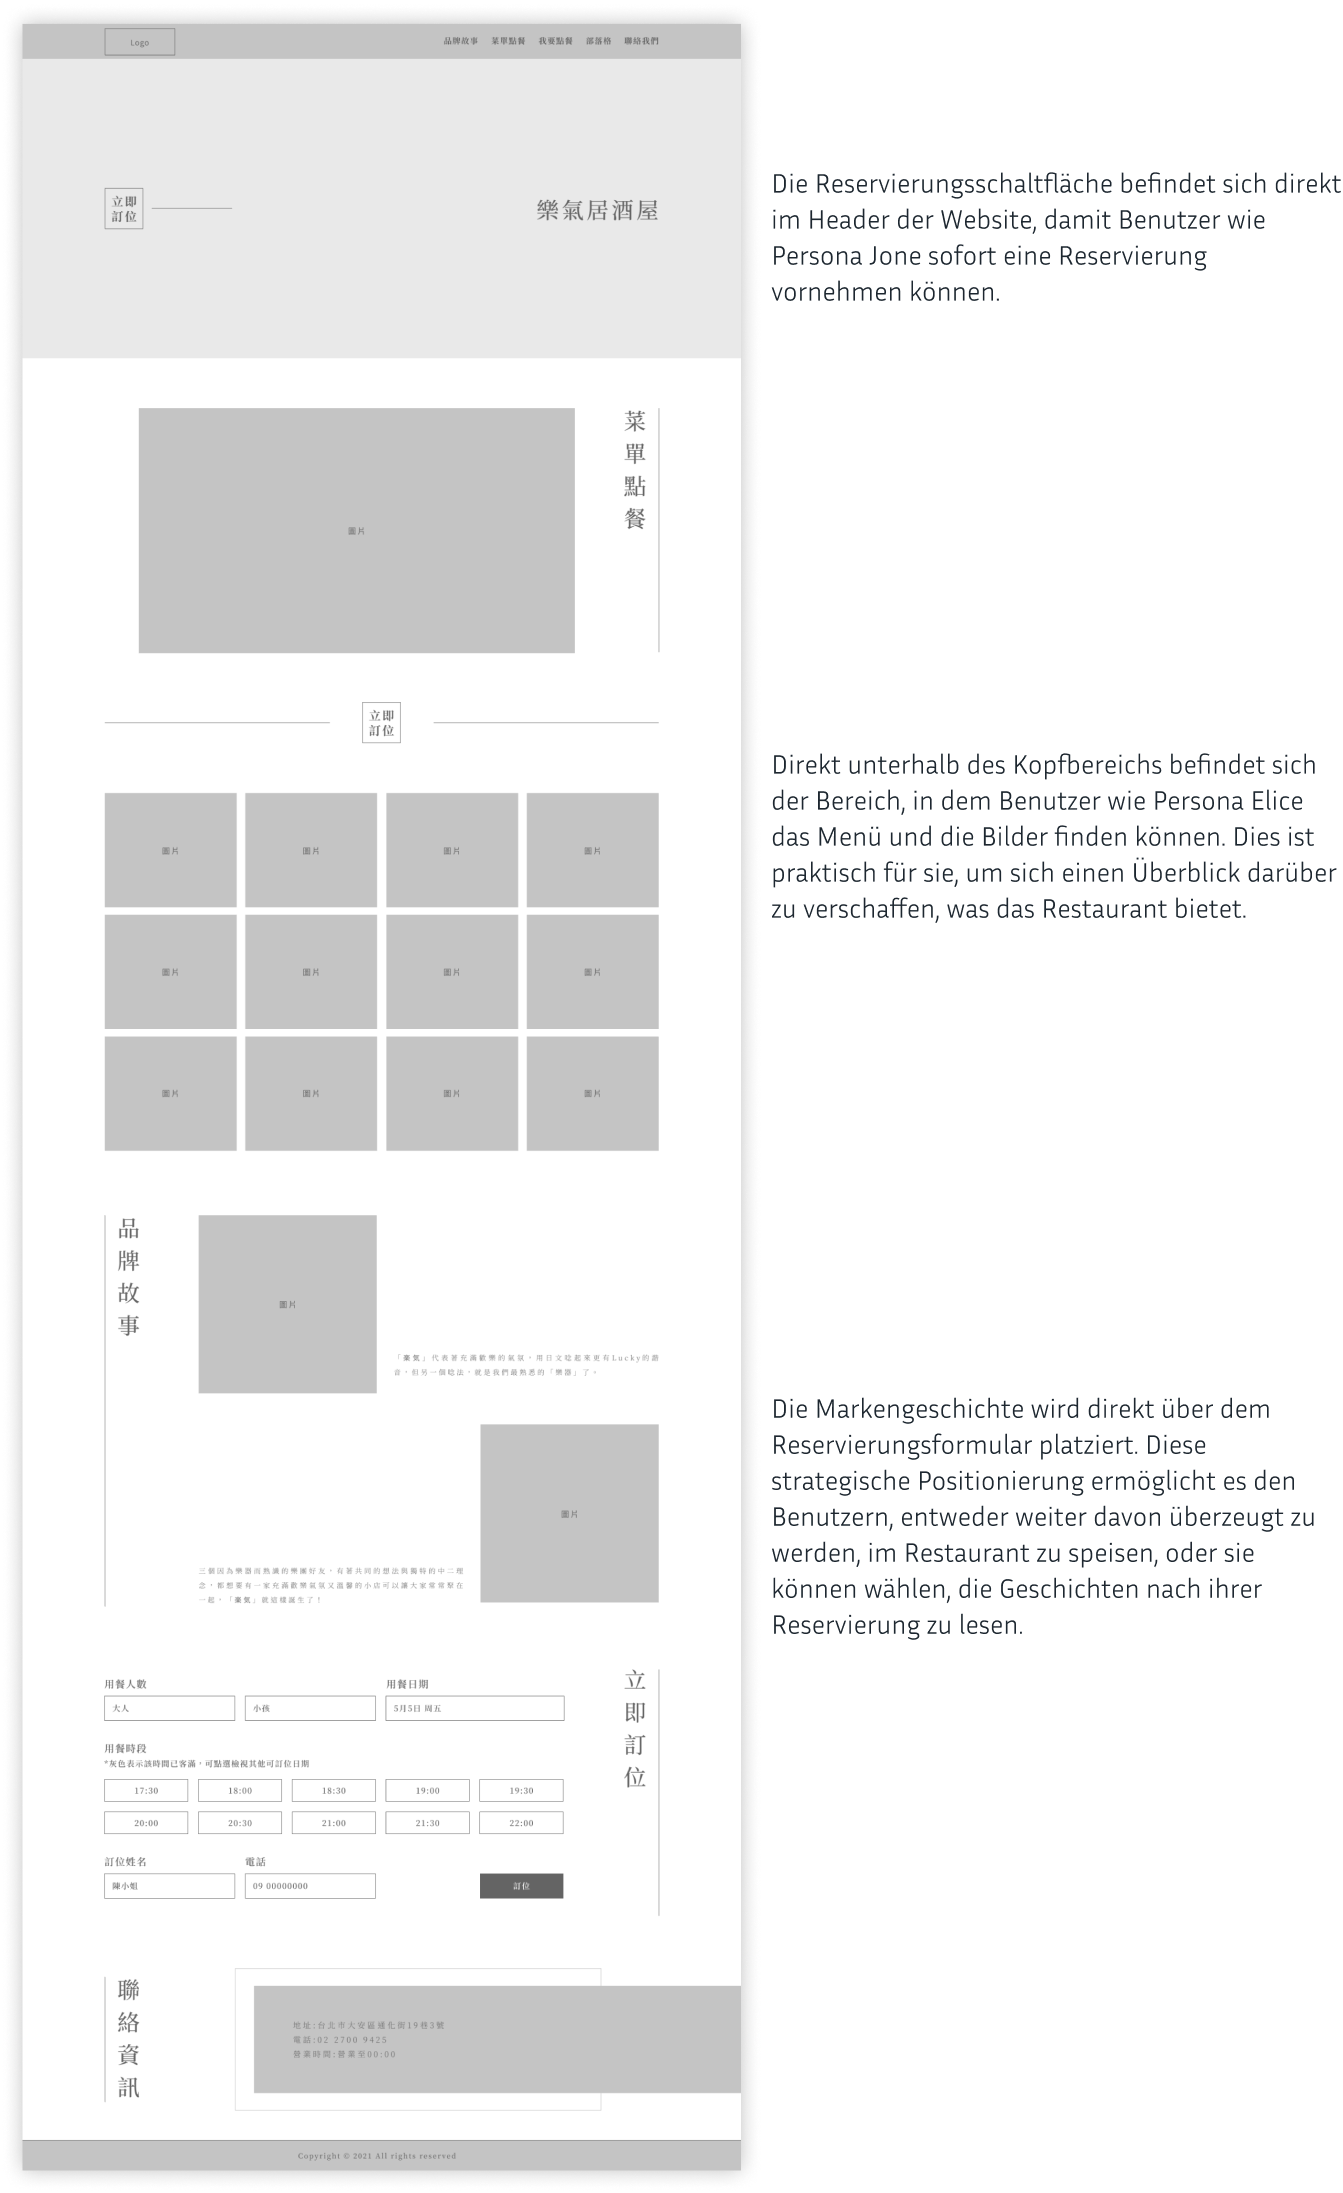 Logo
品牌故事 菜單點餐 我要點餐 部落格 聯絡我們
立即
訂位
樂氣居酒屋
Die Reservierungsschaltfläche befindet sich direkt
im Header der Website, damit Benutzer wie
Persona Jone sofort eine Reservierung
vornehmen können.
菜單點餐
圖片
立即
訂位
Direkt unterhalb des Kopfbereichs befindet sich
der Bereich, in dem Benutzer wie Persona Elice
das Menü und die Bilder finden können. Dies ist
praktisch für sie, um sich einen Überblick darüber
zu verschaffen, was das Restaurant bietet.
圖片 圖片 圖片 圖片
圖片 圖片 圖片 圖片
圖片 圖片 圖片 圖片
品牌故事
圖片
「樂気」代表著充滿歡樂的氣氛，用日文唸起來更有Lucky的諧
音，但另一個唸法，就是我們最熟悉的「樂器」了。
圖片
三個因為樂器而熟識的樂團好友，有著共同的想法與獨特的中二理
念，都想要有一家充滿歡樂氣氛又溫馨的小店可以讓大家常常聚在
一起，「樂気」就這樣誕生了！
Die Markengeschichte wird direkt über dem
Reservierungsformular platziert. Diese
strategische Positionierung ermöglicht es den
Benutzern, entweder weiter davon überzeugt zu
werden, im Restaurant zu speisen, oder sie
können wählen, die Geschichten nach ihrer
Reservierung zu lesen.
立即訂位
用餐人數 用餐日期
大人 小孩 5月5日 周五
用餐時段
*灰色表示該時間已客滿，可點選檢視其他可訂位日期
17:30 18:00 18:30 19:00 19:30
20:00 20:30 21:00 21:30 22:00
訂位姓名 電話
陳小姐 09 00000000 訂位
聯絡資訊
地址:台北市大安區通化街19巷3號
電話:02 2700 9425
營業時間:營業至00:00
Copyright © 2021 All rights reserved